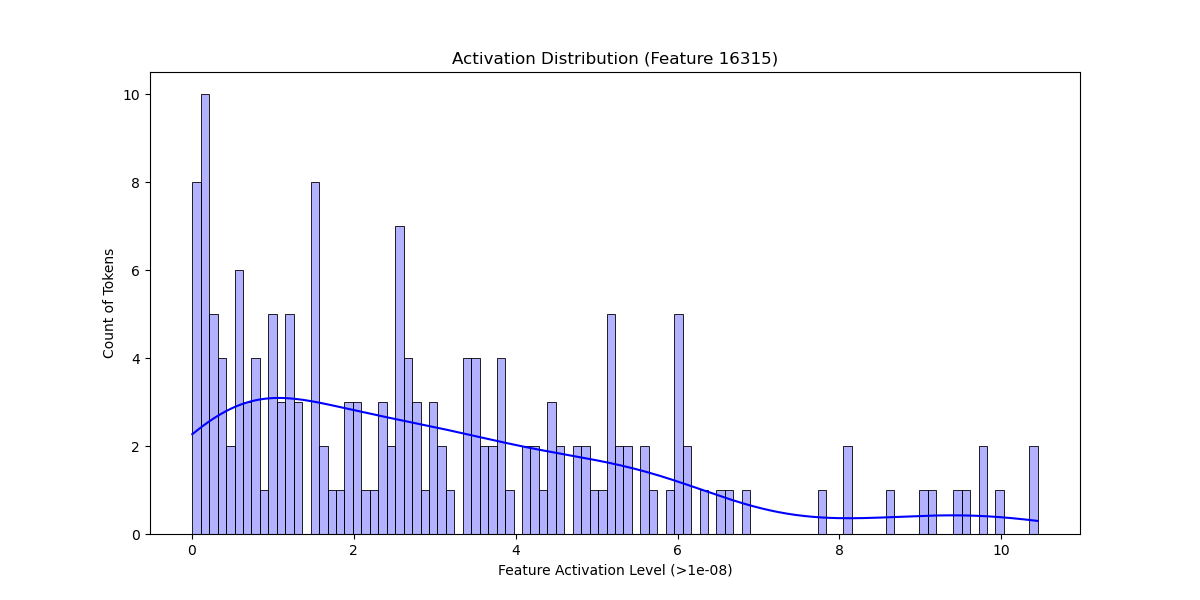 Activation Distribution (Feature 16315)
10
8
6
4
2
0
Count of Tokens
0 2 4 6 8 10
Feature Activation Level (>1e-08)